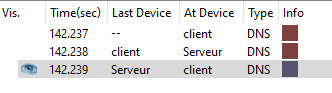 Vis. Time(sec) Last Device At Device Type Info
142.237 -- client DNS
142.238 client Serveur DNS
142.239 Serveur client DNS